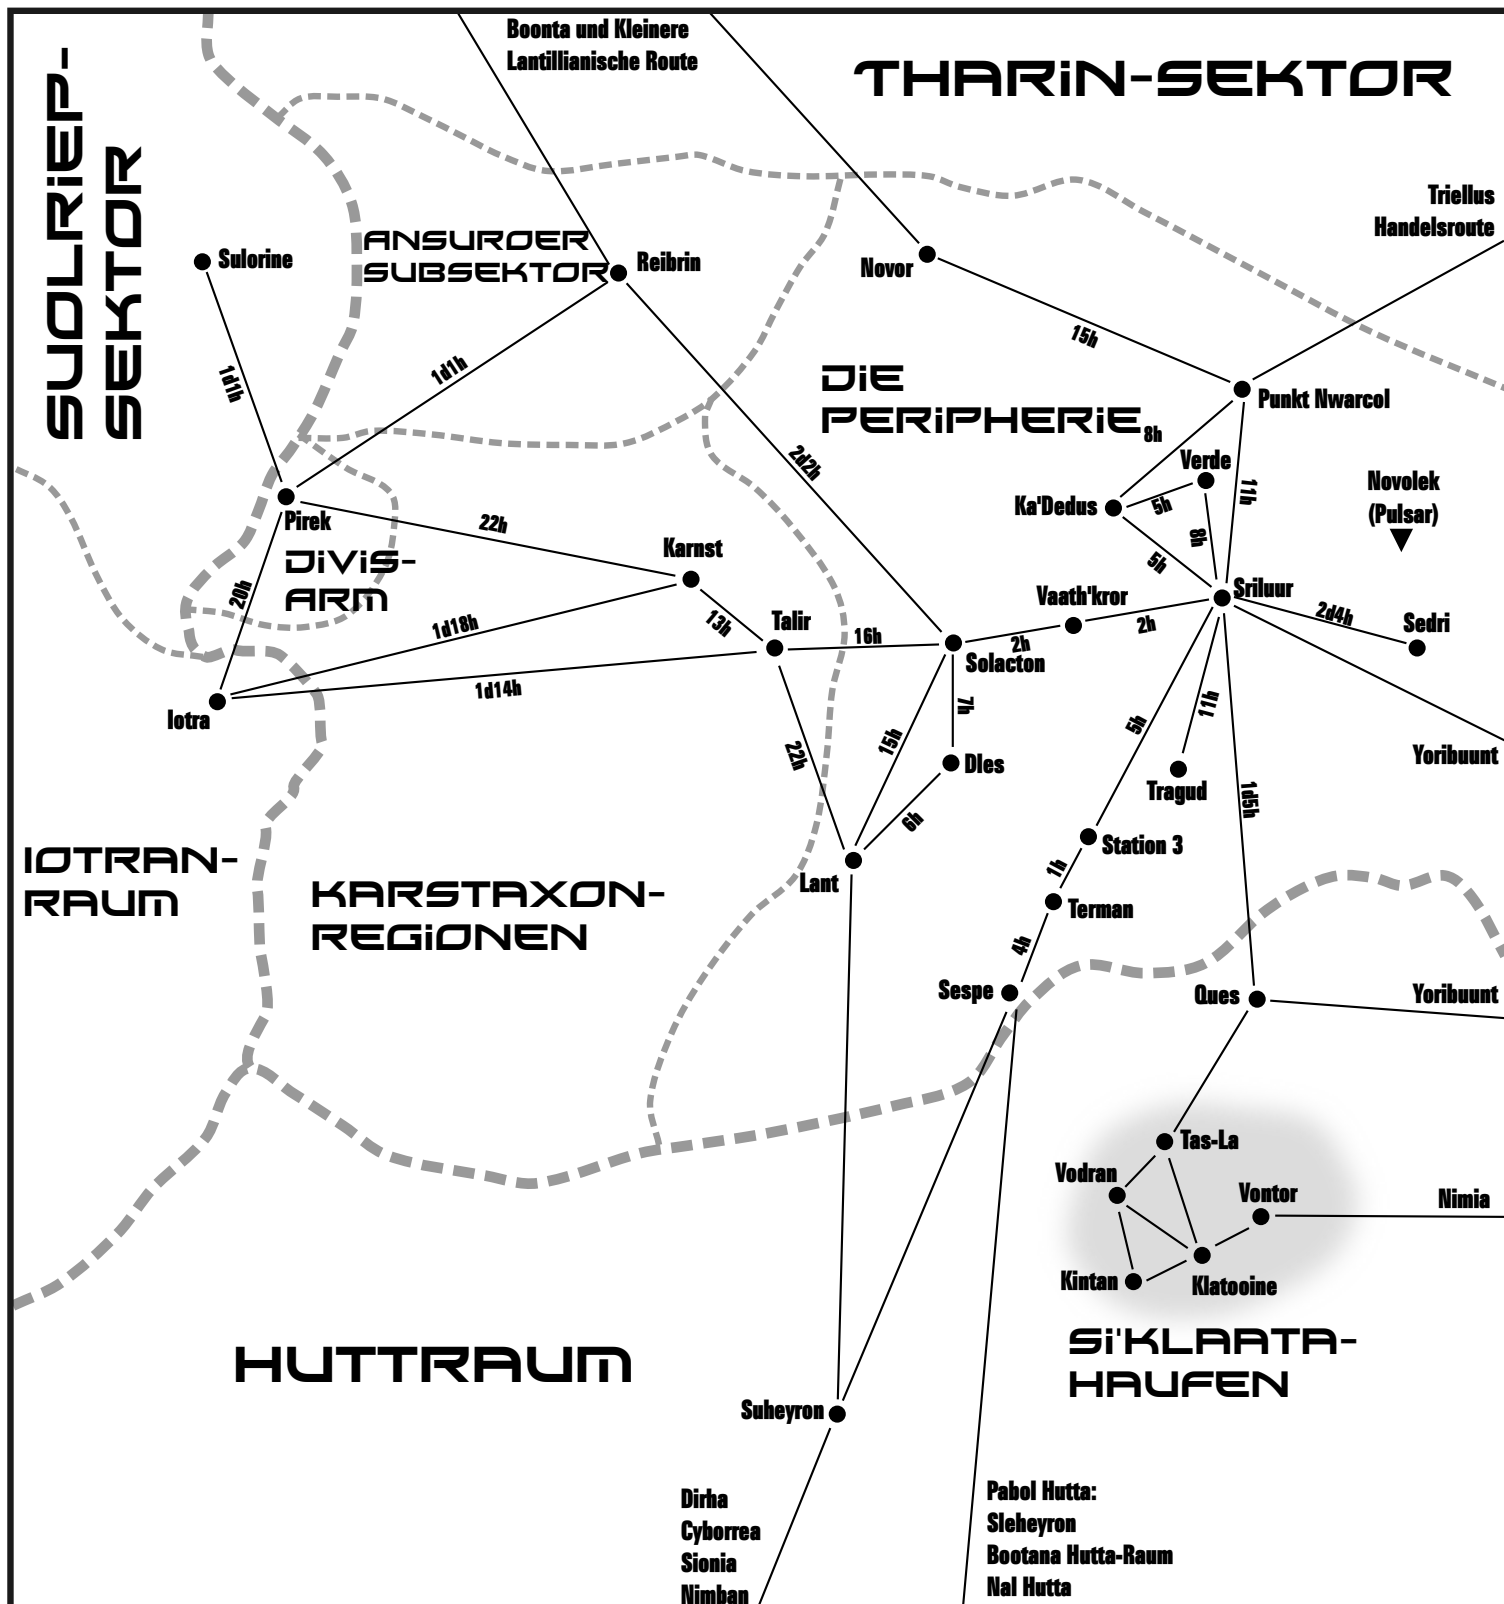 Boonta und Kleinere
Lantillianische Route
THARIN-SEKTOR
SUOLRIEP-
SEKTOR
Triellus
Handelsroute
ANSURDER
SUBSEKTOR
Sulorine
Reibrin
Novor
15h
1d1h
1d1h
DIE
PERIPHERIE
Punkt Nwarcol
8h
Verde
2d2h
11h
Novolek
(Pulsar)
Ka'Dedus
5h
Pirek
22h
8h
Karnst
5h
DIVIS-
ARM
20h
Vaath'kror
Sriluur
2d4h
Sedri
13h
Talir
1d18h
16h
2h
2h
Solacton
1d14h
Iotra
7h
11h
5h
15h
22h
Dles
Yoribuunt
Tragud
1d5h
6h
Station 3
IOTRAN-
RAUM
1h
Lant
KARSTAXON-
REGIONEN
Terman
4h
Sespe
Ques
Yoribuunt
Tas-La
Vodran
Vontor
Nimia
Kintan
Klatooine
SI'KLAATA-
HAUFEN
HUTTRAUM
Suheyron
Dirha
Cyborrea
Sionia
Nimban
Pabol Hutta:
Sleheyron
Bootana Hutta-Raum
Nal Hutta